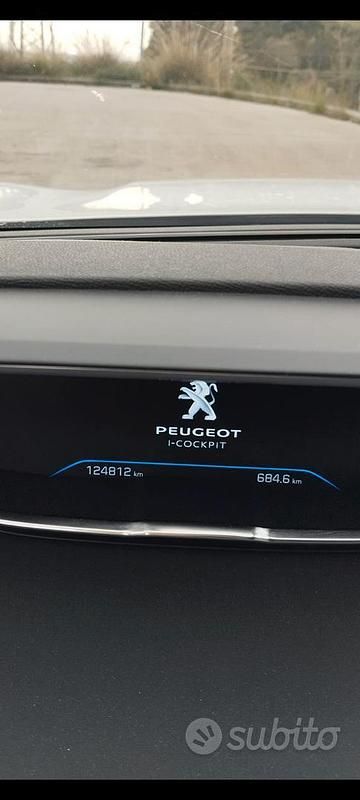 PEUGEOT
i-COCKPIT
124812 km
684.6 km
subito